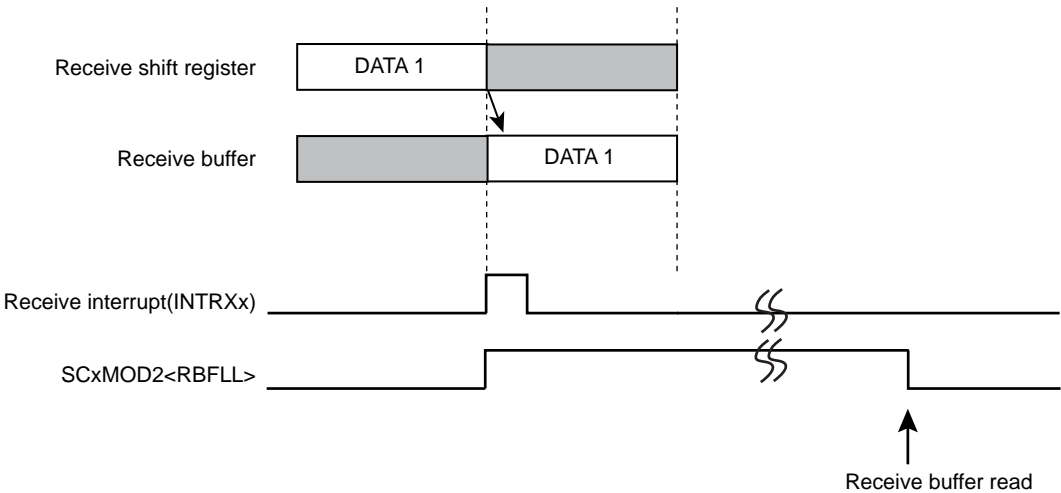 Receive shift register
DATA 1
Receive buffer
DATA 1
Receive interrupt(INTRXx)
SCxMOD2<RBFLL>
Receive buffer read